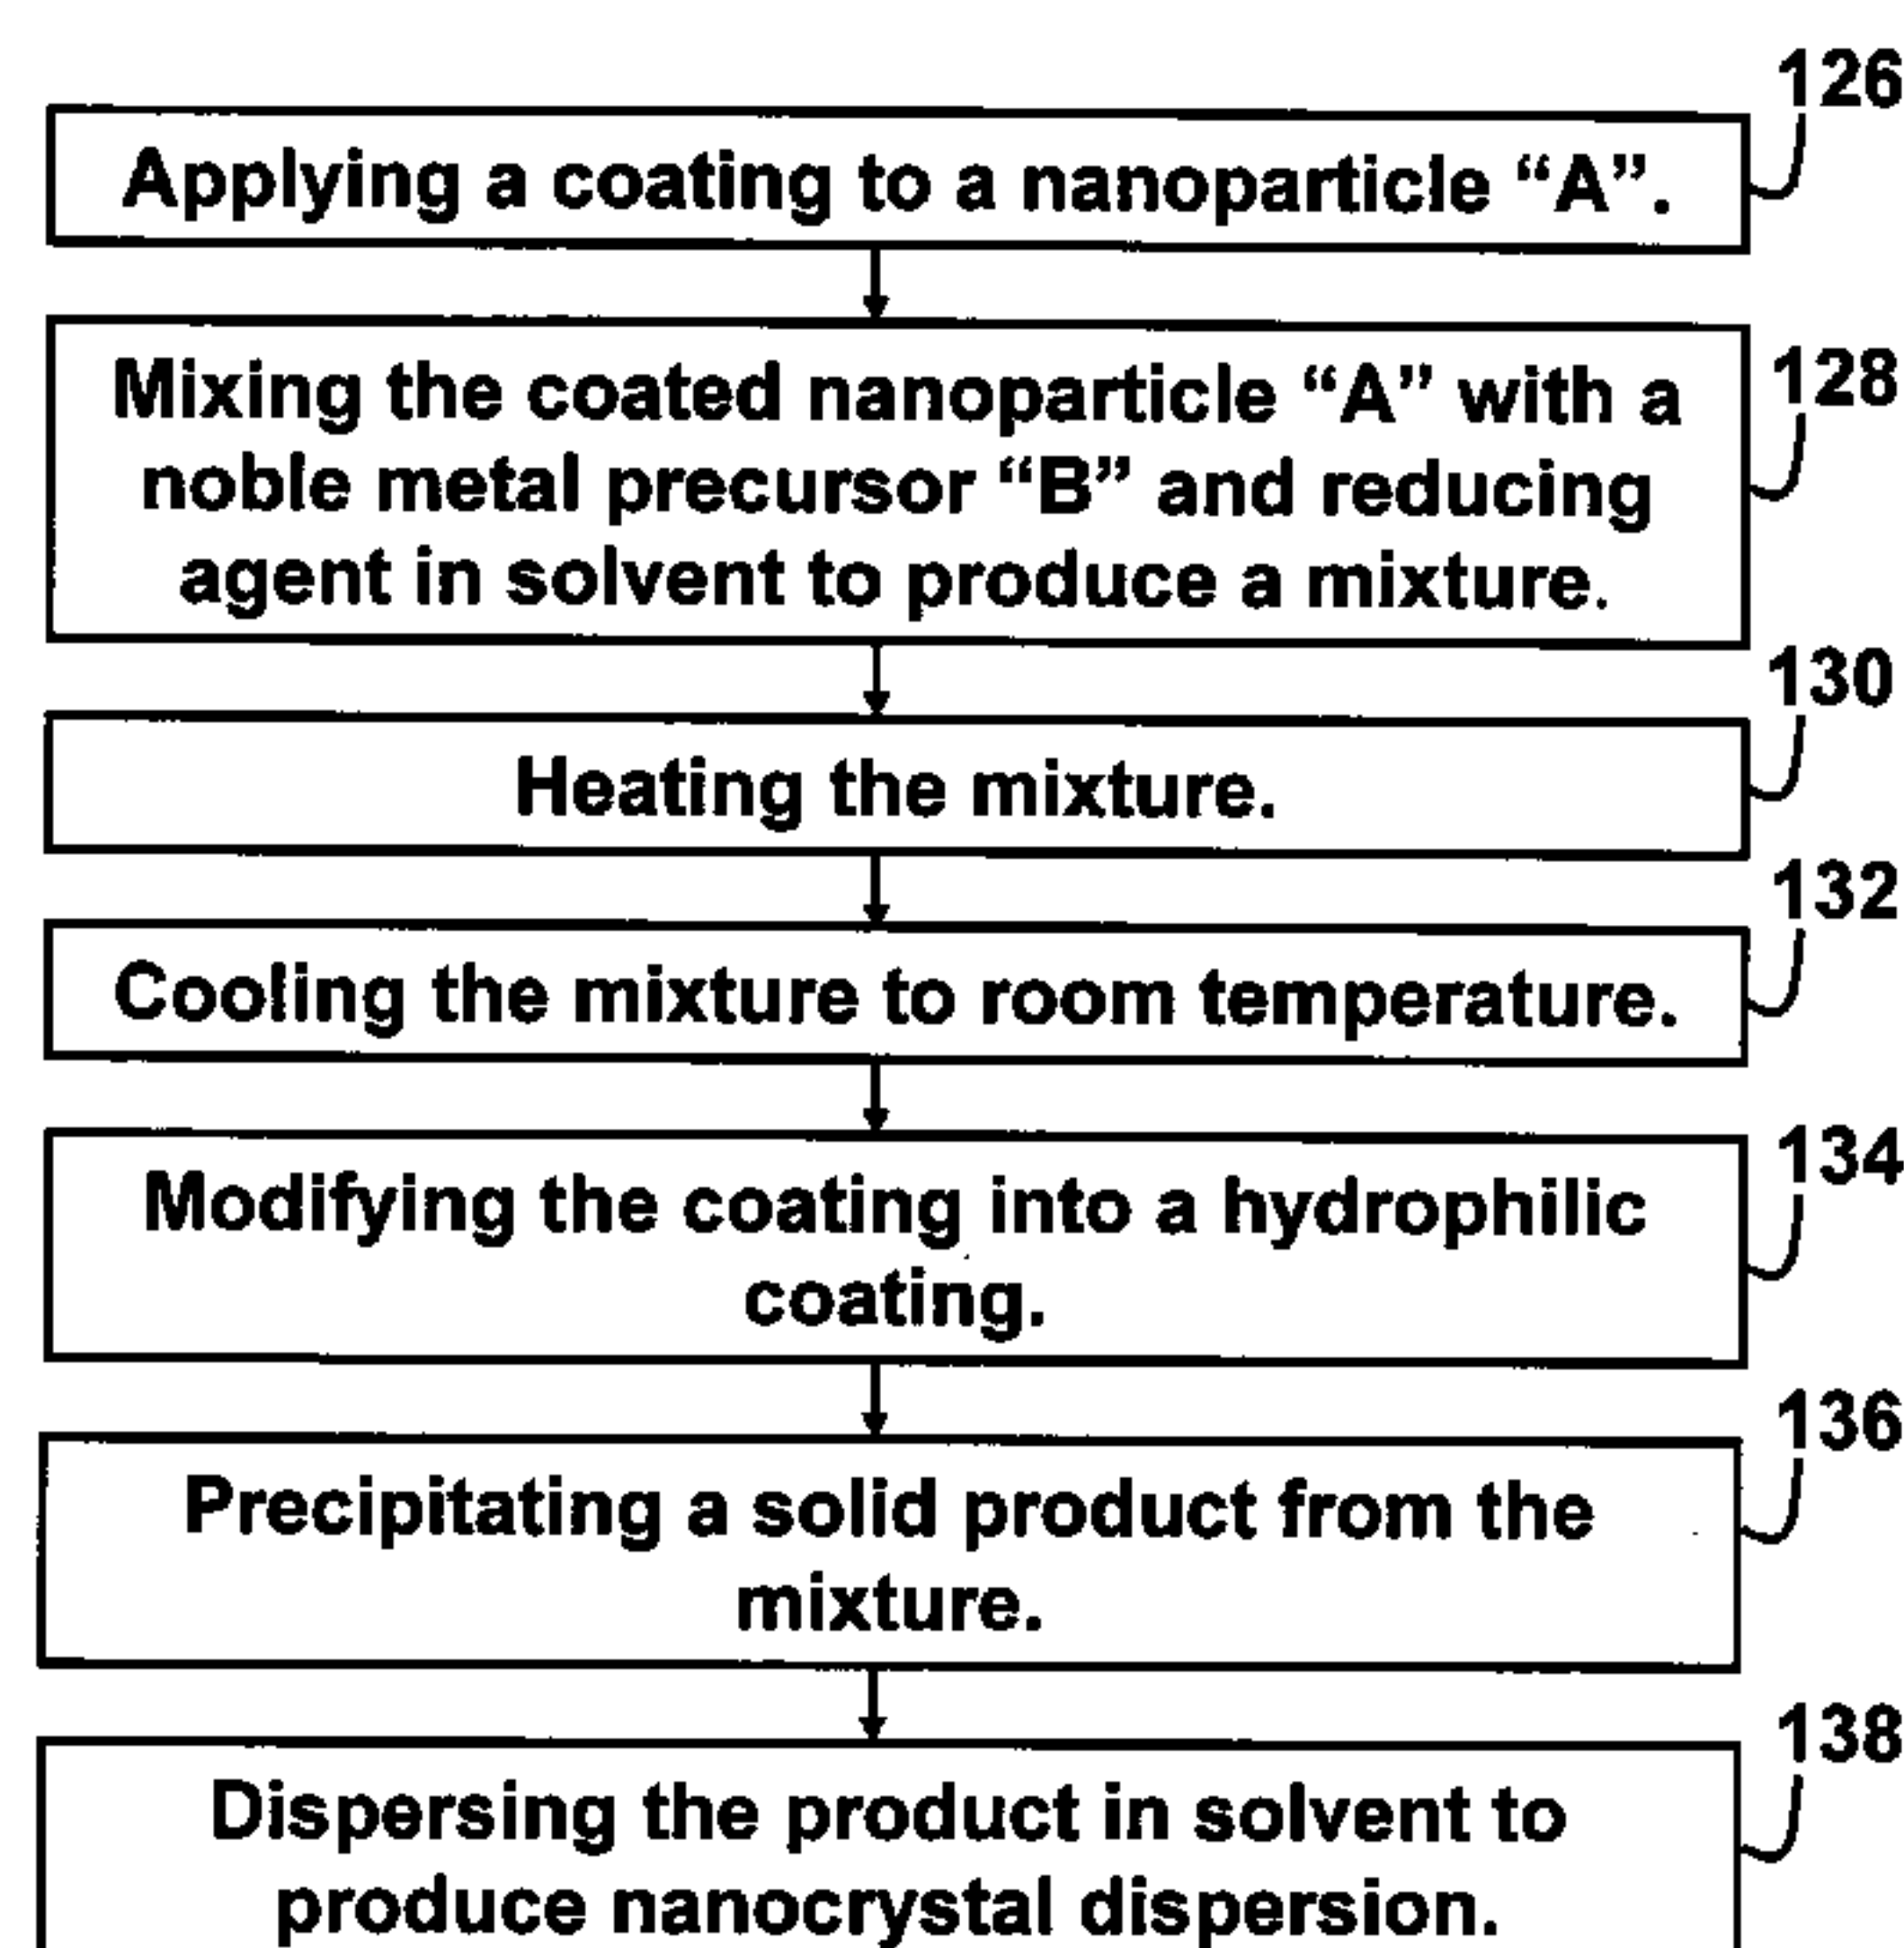 126
Applying a coating to a nanoparticle “A”.
128
Mixing the coated nanoparticle “A” with a
noble metal precursor “B” and reducing
agent in solvent to produce a mixture.
130
Heating the mixture.
132
Cooling the mixture to room temperature.
134
Modifying the coating into a hydrophilic
coating.
136
Precipitating a solid product from the
mixture.
138
Dispersing the product in solvent to
produce nanocrystal dispersion.